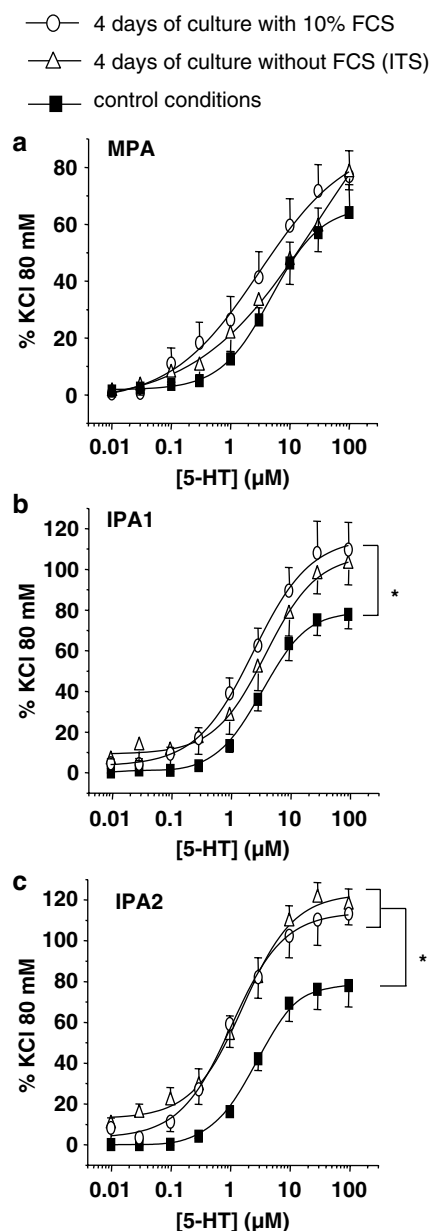 4 days of culture with 10% FCS
4 days of culture without FCS (ITS)
control conditions
a
MPA
% KCl 80 mM
80
60
40
20
0
0.01 0.1 1 10 100
[5-HT] (µM)
b
IPA1
% KCl 80 mM
120
100
80
60
40
20
0
*
0.01 0.1 1 10 100
[5-HT] (µM)
c
IPA2
% KCl 80 mM
120
100
80
60
40
20
0
*
0.01 0.1 1 10 100
[5-HT] (µM)